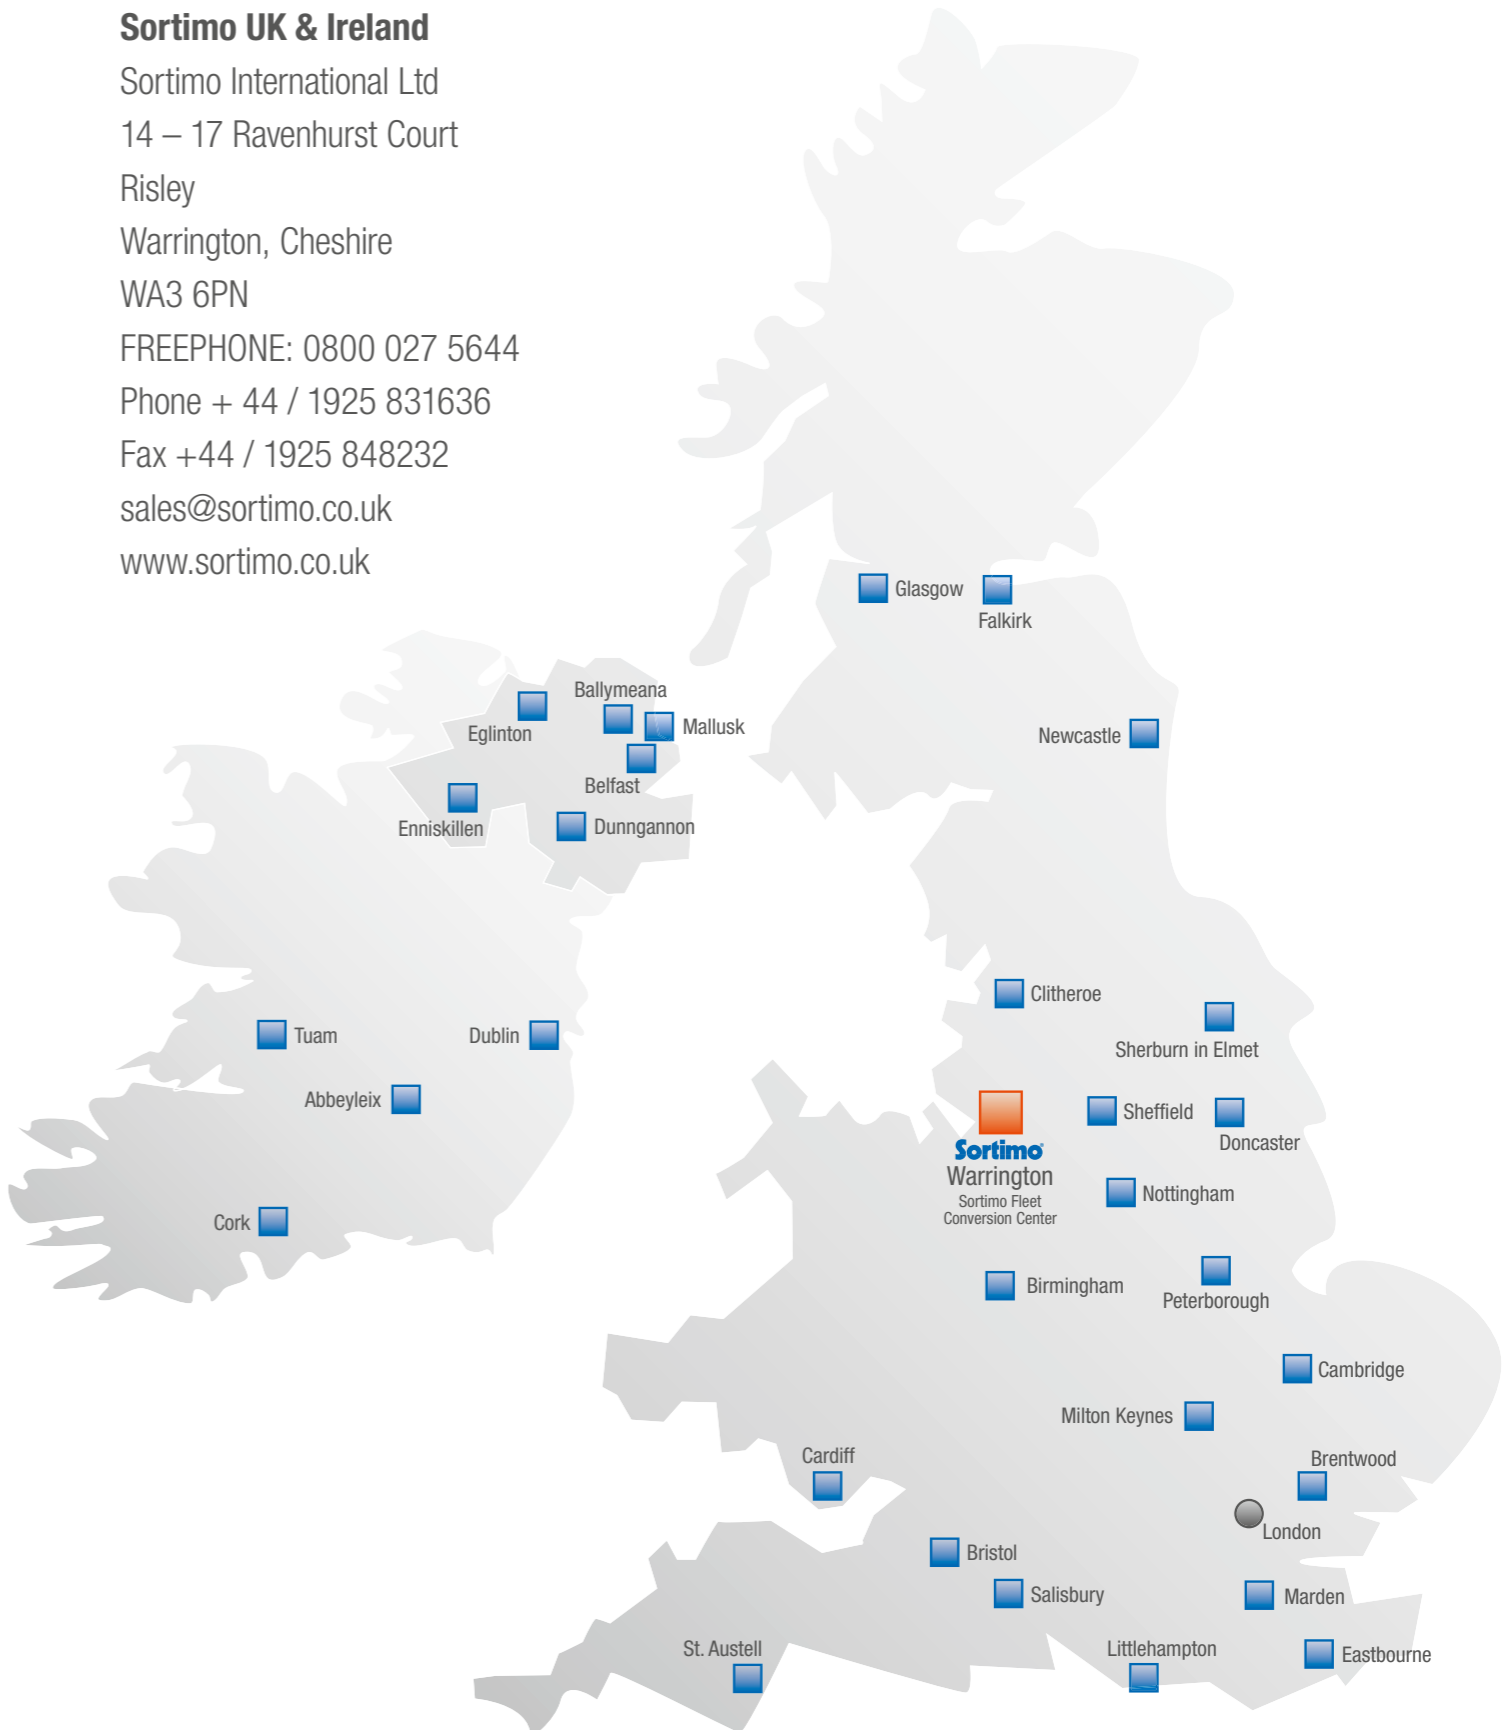 Sortimo UK & Ireland
Sortimo International Ltd
14 – 17 Ravenhurst Court
Risley
Warrington, Cheshire
WA3 6PN
FREEPHONE: 0800 027 5644
Phone + 44 / 1925 831636
Fax +44 / 1925 848232
sales@sortimo.co.uk
www.sortimo.co.uk
Glasgow
Falkirk
Ballymeana
Eglinton
Mallusk
Newcastle
Belfast
Enniskillen
Dunngannon
Clitheroe
Tuam
Dublin
Sherburn in Elmet
Abbeyleix
Sheffield
Doncaster
Sortimo
Warrington
Sortimo Fleet
Conversion Center
Nottingham
Cork
Birmingham
Peterborough
Cambridge
Milton Keynes
Cardiff
Brentwood
London
Bristol
Salisbury
Marden
St. Austell
Littlehampton
Eastbourne